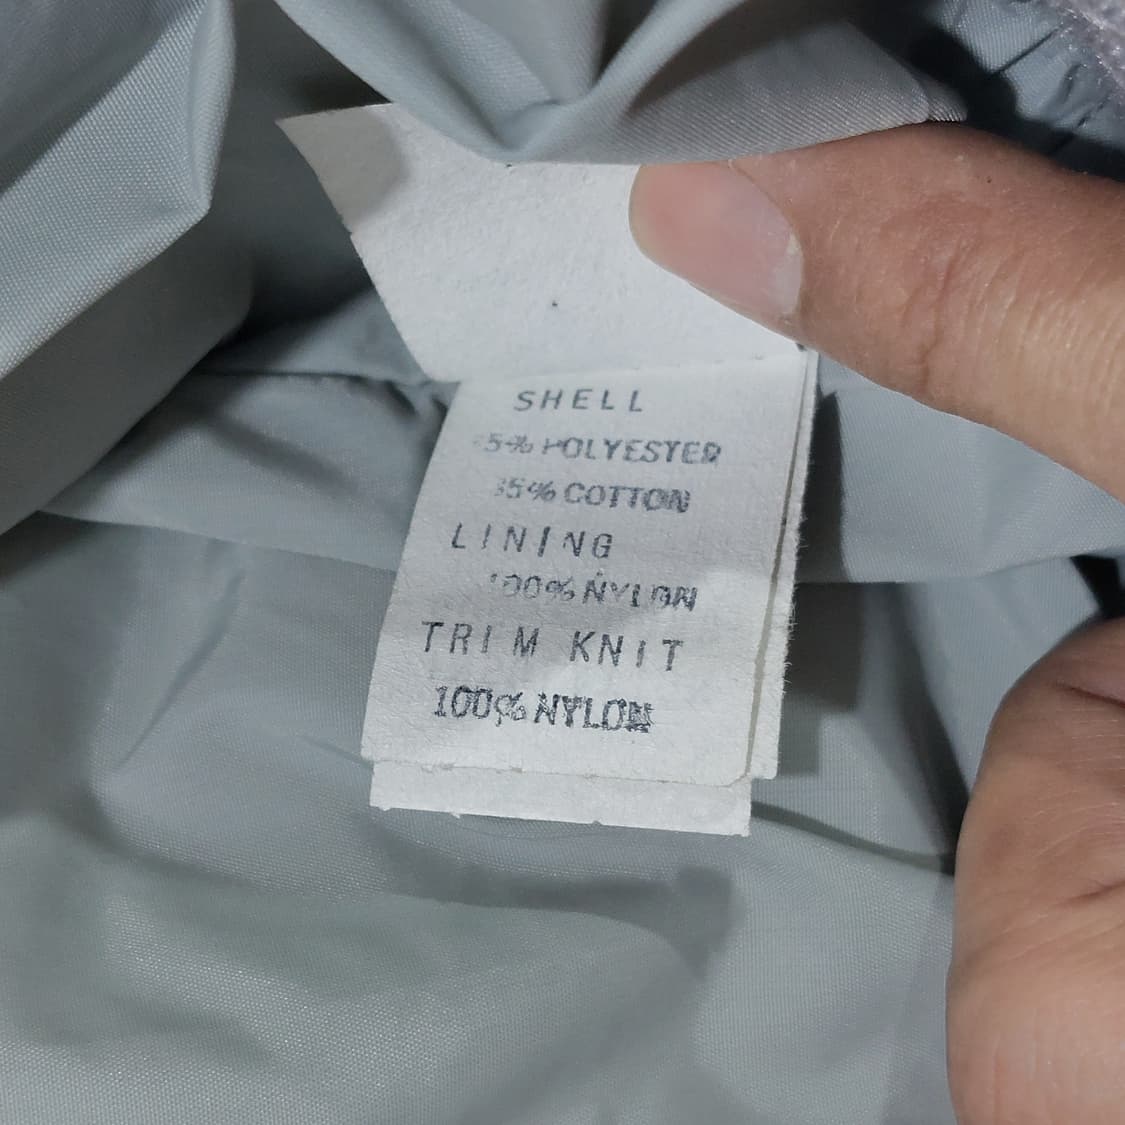 SHELL
5% POLYESTER
35% COTTON
LINING
100% NYLON
TRIM KNIT
100% NYLON